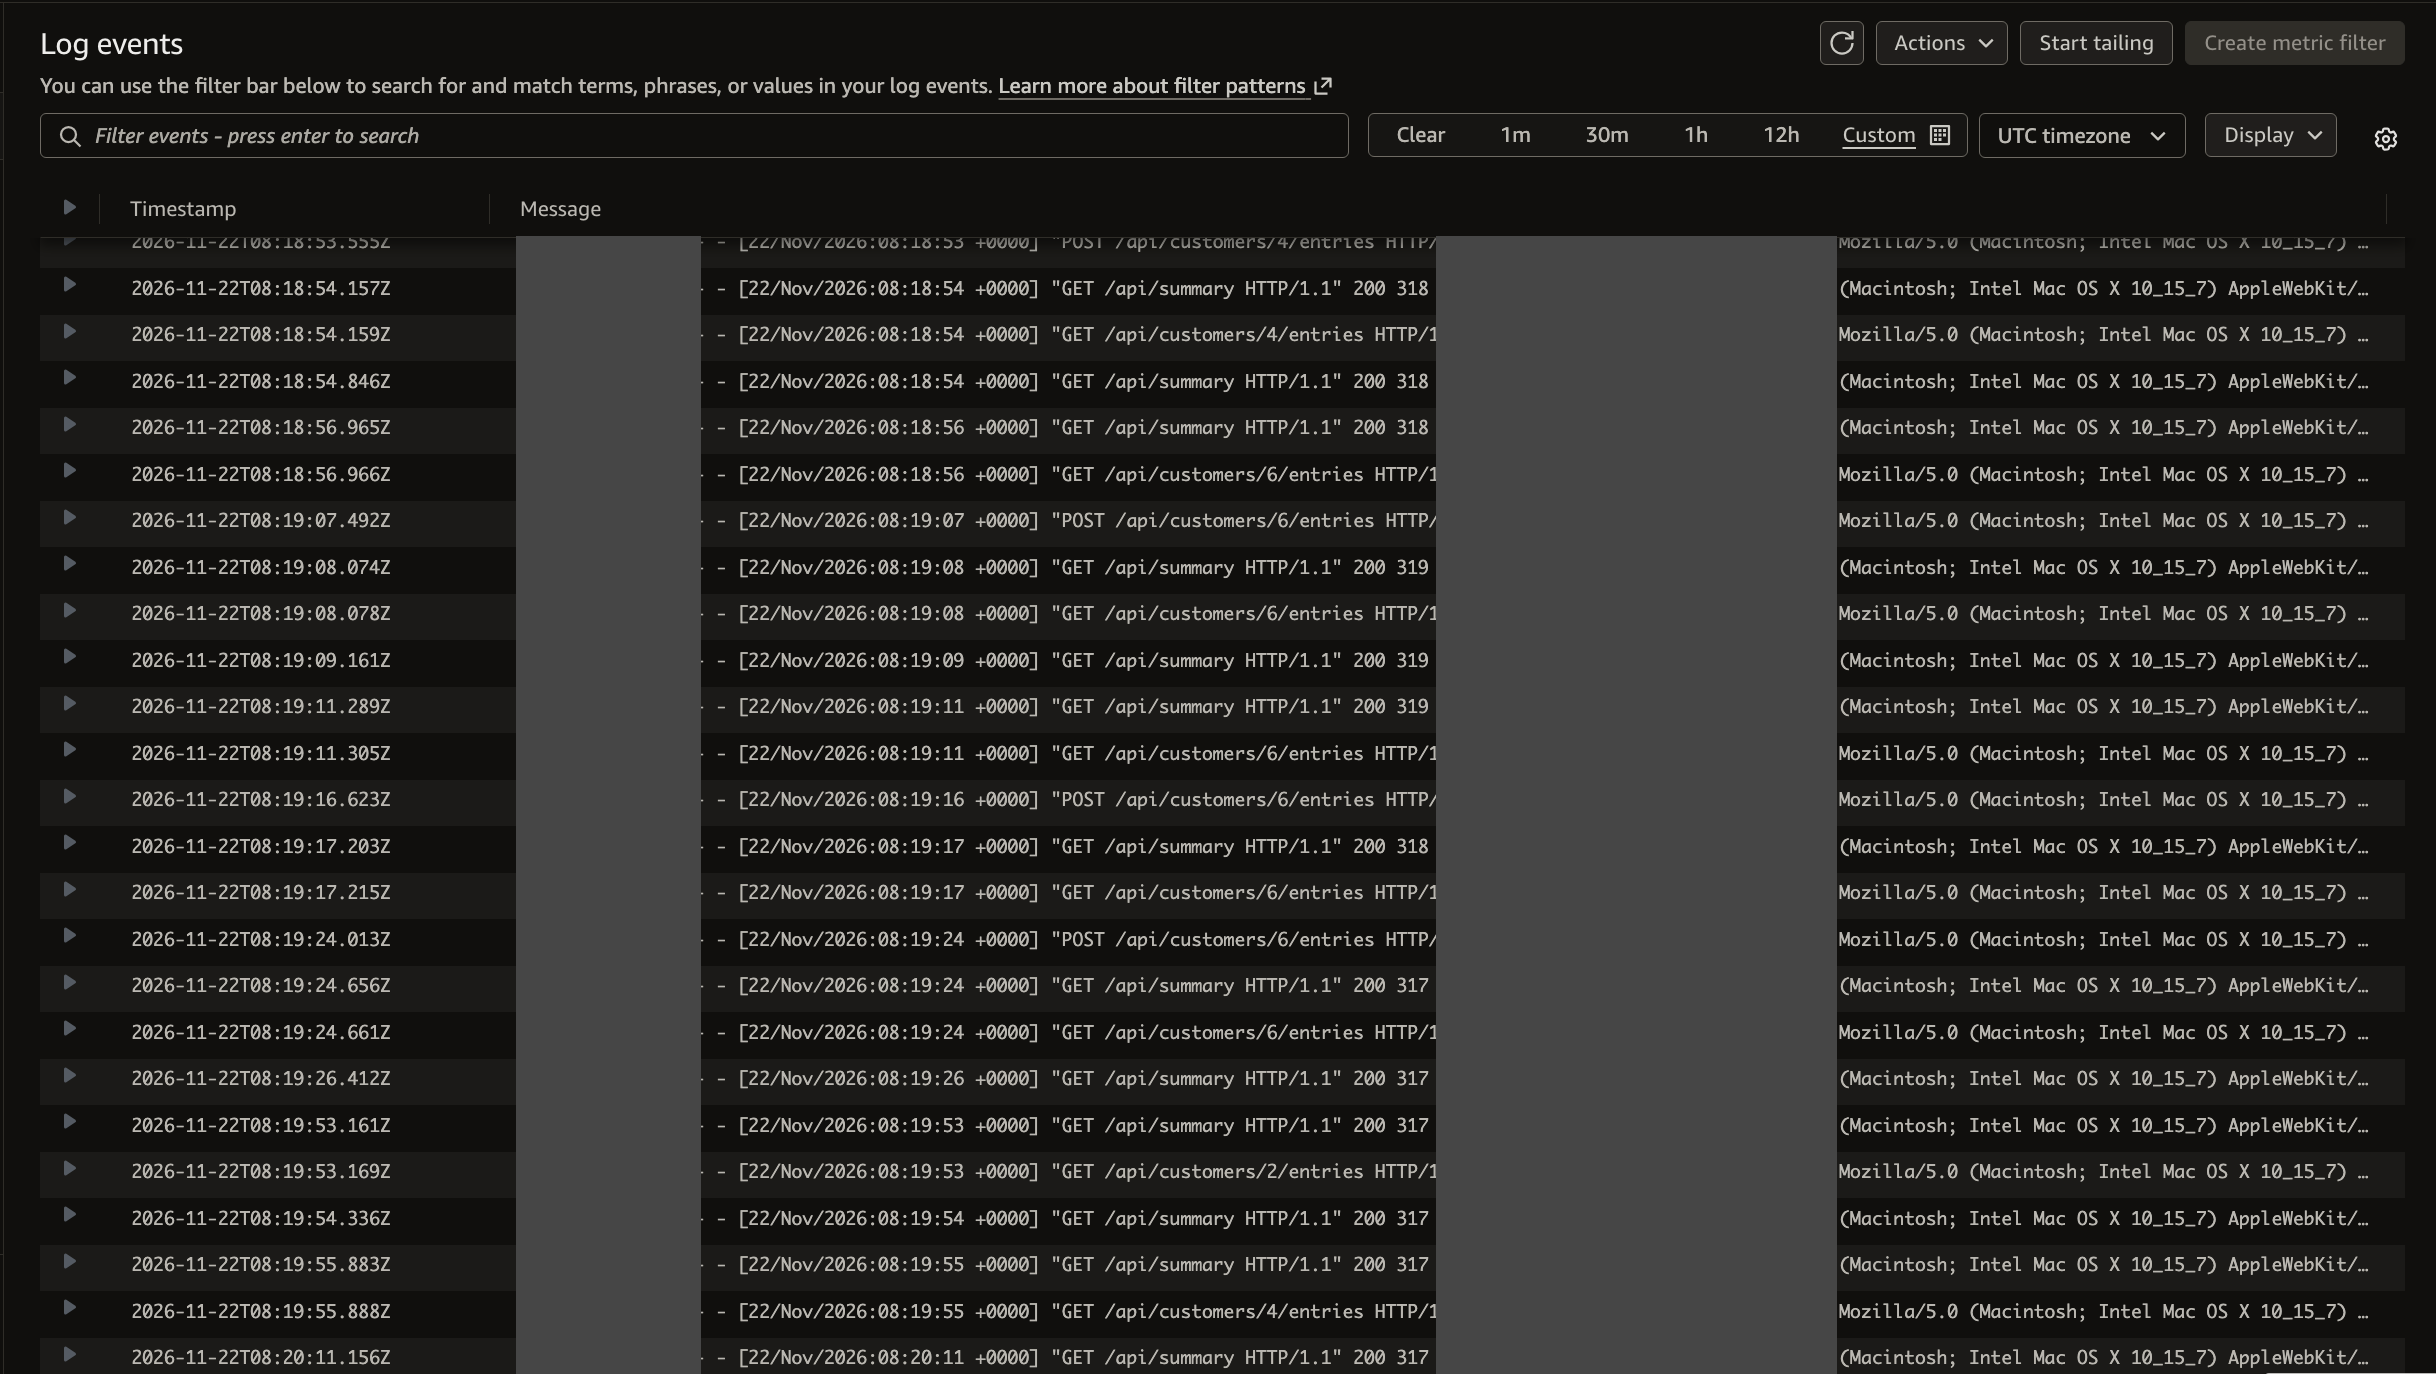 Log events
Actions
Start tailing
Create metric filter
You can use the filter bar below to search for and match terms, phrases, or values in your log events. Learn more about filter patterns
Filter events - press enter to search
Clear 1m 30m 1h 12h Custom
UTC timezone
Display
Timestamp Message
2026-11-22T08:18:53.555Z - [22/Nov/2026:08:18:53 +0000] "POST /api/customers/4/entries HTTP/ Mozilla/5.0 (Macintosh; Intel Mac OS X 10_15_7) …
2026-11-22T08:18:54.157Z - [22/Nov/2026:08:18:54 +0000] "GET /api/summary HTTP/1.1" 200 318 (Macintosh; Intel Mac OS X 10_15_7) AppleWebKit/…
2026-11-22T08:18:54.159Z - [22/Nov/2026:08:18:54 +0000] "GET /api/customers/4/entries HTTP/1 Mozilla/5.0 (Macintosh; Intel Mac OS X 10_15_7) …
2026-11-22T08:18:54.846Z - [22/Nov/2026:08:18:54 +0000] "GET /api/summary HTTP/1.1" 200 318 (Macintosh; Intel Mac OS X 10_15_7) AppleWebKit/…
2026-11-22T08:18:56.965Z - [22/Nov/2026:08:18:56 +0000] "GET /api/summary HTTP/1.1" 200 318 (Macintosh; Intel Mac OS X 10_15_7) AppleWebKit/…
2026-11-22T08:18:56.966Z - [22/Nov/2026:08:18:56 +0000] "GET /api/customers/6/entries HTTP/1 Mozilla/5.0 (Macintosh; Intel Mac OS X 10_15_7) …
2026-11-22T08:19:07.492Z - [22/Nov/2026:08:19:07 +0000] "POST /api/customers/6/entries HTTP/ Mozilla/5.0 (Macintosh; Intel Mac OS X 10_15_7) …
2026-11-22T08:19:08.074Z - [22/Nov/2026:08:19:08 +0000] "GET /api/summary HTTP/1.1" 200 319 (Macintosh; Intel Mac OS X 10_15_7) AppleWebKit/…
2026-11-22T08:19:08.078Z - [22/Nov/2026:08:19:08 +0000] "GET /api/customers/6/entries HTTP/1 Mozilla/5.0 (Macintosh; Intel Mac OS X 10_15_7) …
2026-11-22T08:19:09.161Z - [22/Nov/2026:08:19:09 +0000] "GET /api/summary HTTP/1.1" 200 319 (Macintosh; Intel Mac OS X 10_15_7) AppleWebKit/…
2026-11-22T08:19:11.289Z - [22/Nov/2026:08:19:11 +0000] "GET /api/summary HTTP/1.1" 200 319 (Macintosh; Intel Mac OS X 10_15_7) AppleWebKit/…
2026-11-22T08:19:11.305Z - [22/Nov/2026:08:19:11 +0000] "GET /api/customers/6/entries HTTP/1 Mozilla/5.0 (Macintosh; Intel Mac OS X 10_15_7) …
2026-11-22T08:19:16.623Z - [22/Nov/2026:08:19:16 +0000] "POST /api/customers/6/entries HTTP/ Mozilla/5.0 (Macintosh; Intel Mac OS X 10_15_7) …
2026-11-22T08:19:17.203Z - [22/Nov/2026:08:19:17 +0000] "GET /api/summary HTTP/1.1" 200 318 (Macintosh; Intel Mac OS X 10_15_7) AppleWebKit/…
2026-11-22T08:19:17.215Z - [22/Nov/2026:08:19:17 +0000] "GET /api/customers/6/entries HTTP/1 Mozilla/5.0 (Macintosh; Intel Mac OS X 10_15_7) …
2026-11-22T08:19:24.013Z - [22/Nov/2026:08:19:24 +0000] "POST /api/customers/6/entries HTTP/ Mozilla/5.0 (Macintosh; Intel Mac OS X 10_15_7) …
2026-11-22T08:19:24.656Z - [22/Nov/2026:08:19:24 +0000] "GET /api/summary HTTP/1.1" 200 317 (Macintosh; Intel Mac OS X 10_15_7) AppleWebKit/…
2026-11-22T08:19:24.661Z - [22/Nov/2026:08:19:24 +0000] "GET /api/customers/6/entries HTTP/1 Mozilla/5.0 (Macintosh; Intel Mac OS X 10_15_7) …
2026-11-22T08:19:26.412Z - [22/Nov/2026:08:19:26 +0000] "GET /api/summary HTTP/1.1" 200 317 (Macintosh; Intel Mac OS X 10_15_7) AppleWebKit/…
2026-11-22T08:19:53.161Z - [22/Nov/2026:08:19:53 +0000] "GET /api/summary HTTP/1.1" 200 317 (Macintosh; Intel Mac OS X 10_15_7) AppleWebKit/…
2026-11-22T08:19:53.169Z - [22/Nov/2026:08:19:53 +0000] "GET /api/customers/2/entries HTTP/1 Mozilla/5.0 (Macintosh; Intel Mac OS X 10_15_7) …
2026-11-22T08:19:54.336Z - [22/Nov/2026:08:19:54 +0000] "GET /api/summary HTTP/1.1" 200 317 (Macintosh; Intel Mac OS X 10_15_7) AppleWebKit/…
2026-11-22T08:19:55.883Z - [22/Nov/2026:08:19:55 +0000] "GET /api/summary HTTP/1.1" 200 317 (Macintosh; Intel Mac OS X 10_15_7) AppleWebKit/…
2026-11-22T08:19:55.888Z - [22/Nov/2026:08:19:55 +0000] "GET /api/customers/4/entries HTTP/1 Mozilla/5.0 (Macintosh; Intel Mac OS X 10_15_7) …
2026-11-22T08:20:11.156Z - [22/Nov/2026:08:20:11 +0000] "GET /api/summary HTTP/1.1" 200 317 (Macintosh; Intel Mac OS X 10_15_7) AppleWebKit/…